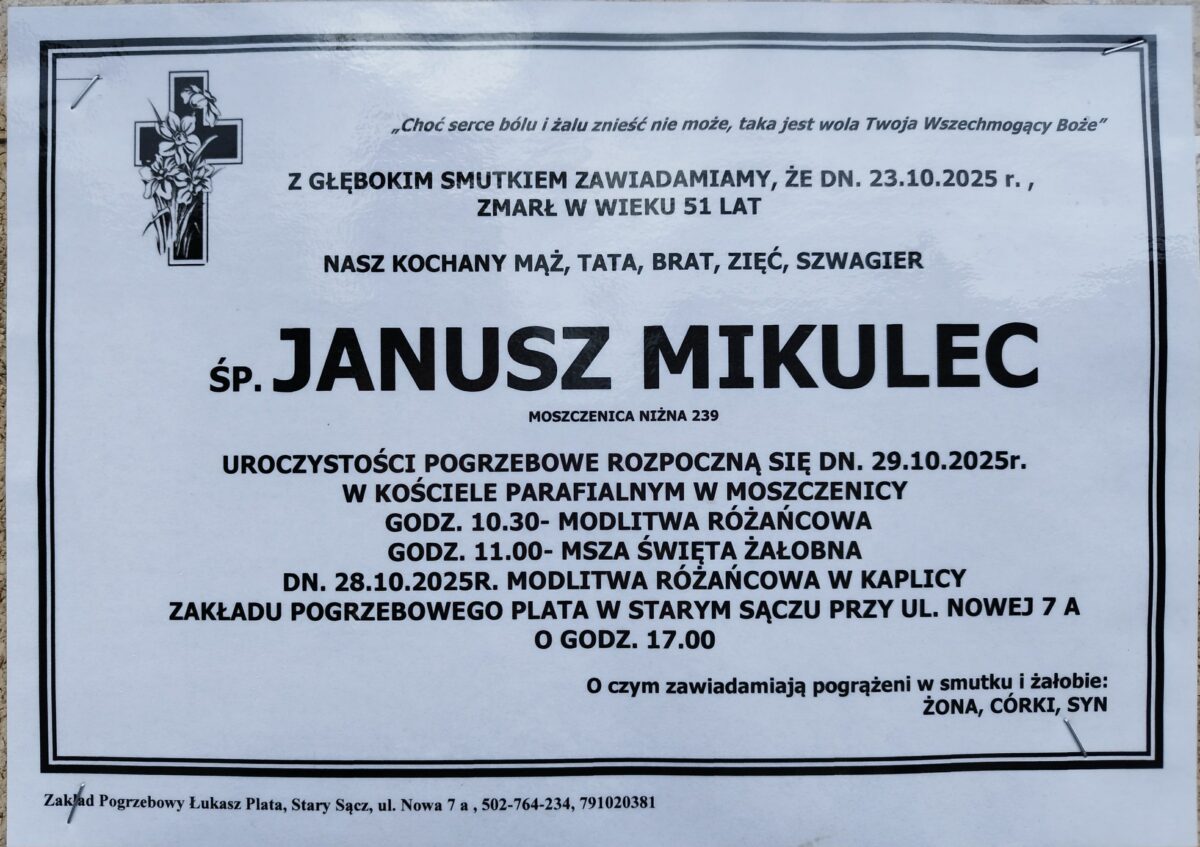 „Choć serce bólu i żalu znieść nie może, taka jest wola Twoja Wszechmogący Boże”
Z GŁĘBOKIM SMUTKIEM ZAWIADAMIAMY, ŻE DN. 23.10.2025 r. ,
ZMARŁ W WIEKU 51 LAT
NASZ KOCHANY MĄŻ, TATA, BRAT, ZIĘĆ, SZWAGIER
ŚP. JANUSZ MIKULEC
MOSZCZENICA NIŻNA 239
UROCZYSTOŚCI POGRZEBOWE ROZPOCZNĄ SIĘ DN. 29.10.2025r.
W KOŚCIELE PARAFIALNYM W MOSZCZENICY
GODZ. 10.30- MODLITWA RÓŻAŃCOWA
GODZ. 11.00- MSZA ŚWIĘTA ŻAŁOBNA
DN. 28.10.2025R. MODLITWA RÓŻAŃCOWA W KAPLICY
ZAKŁADU POGRZEBOWEGO PLATA W STARYM SĄCZU PRZY UL. NOWEJ 7 A
O GODZ. 17.00
O czym zawiadamiają pogrążeni w smutku i żałobie:
ŻONA, CÓRKI, SYN
Zakład Pogrzebowy Łukasz Plata, Stary Sącz, ul. Nowa 7 a , 502-764-234, 791020381